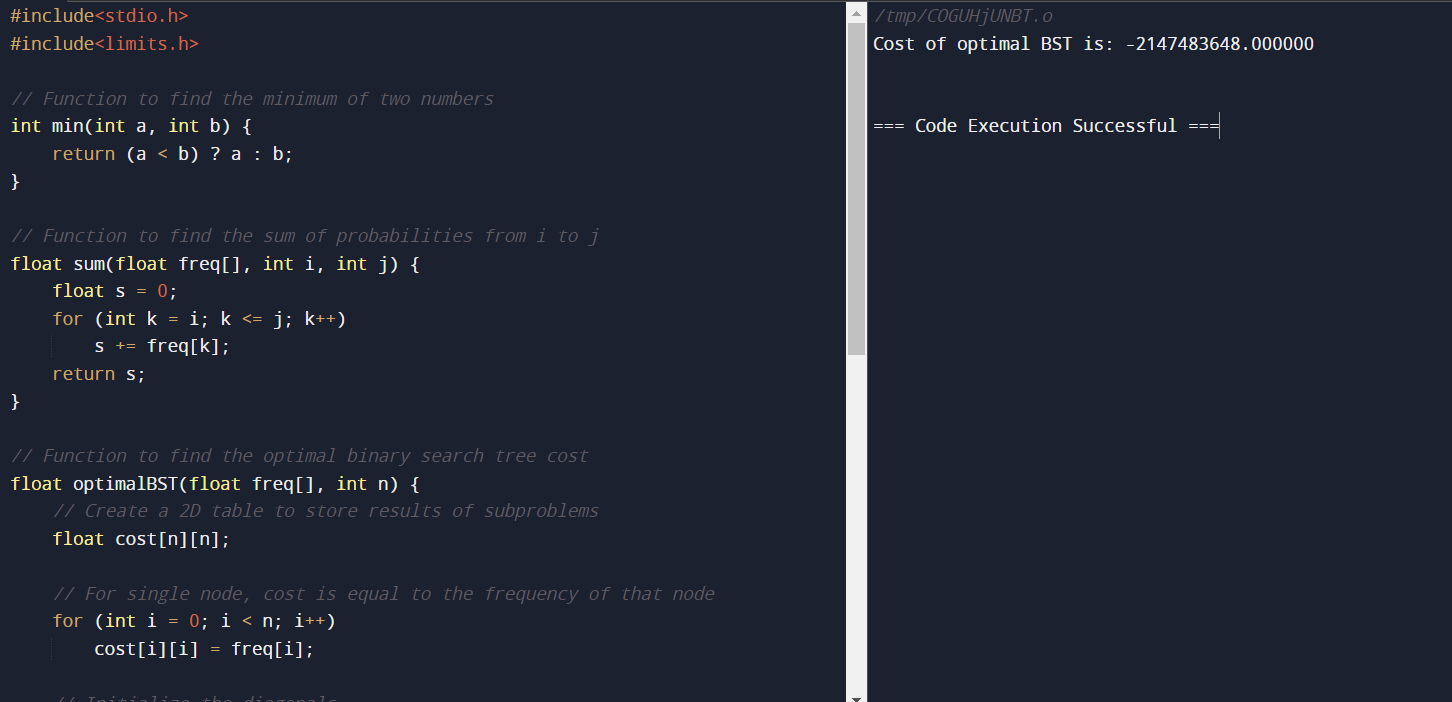 #include<stdio.h>
#include<limits.h>
// Function to find the minimum of two numbers
int min(int a, int b) {
    return (a < b) ? a : b;
}
// Function to find the sum of probabilities from i to j
float sum(float freq[], int i, int j) {
    float s = 0;
    for (int k = i; k <= j; k++)
        s += freq[k];
    return s;
}
// Function to find the optimal binary search tree cost
float optimalBST(float freq[], int n) {
    // Create a 2D table to store results of subproblems
    float cost[n][n];
    // For single node, cost is equal to the frequency of that node
    for (int i = 0; i < n; i++)
        cost[i][i] = freq[i];
    // Initialize the diagonals
/tmp/COGUHjUNBT.o
Cost of optimal BST is: -2147483648.000000
=== Code Execution Successful ===